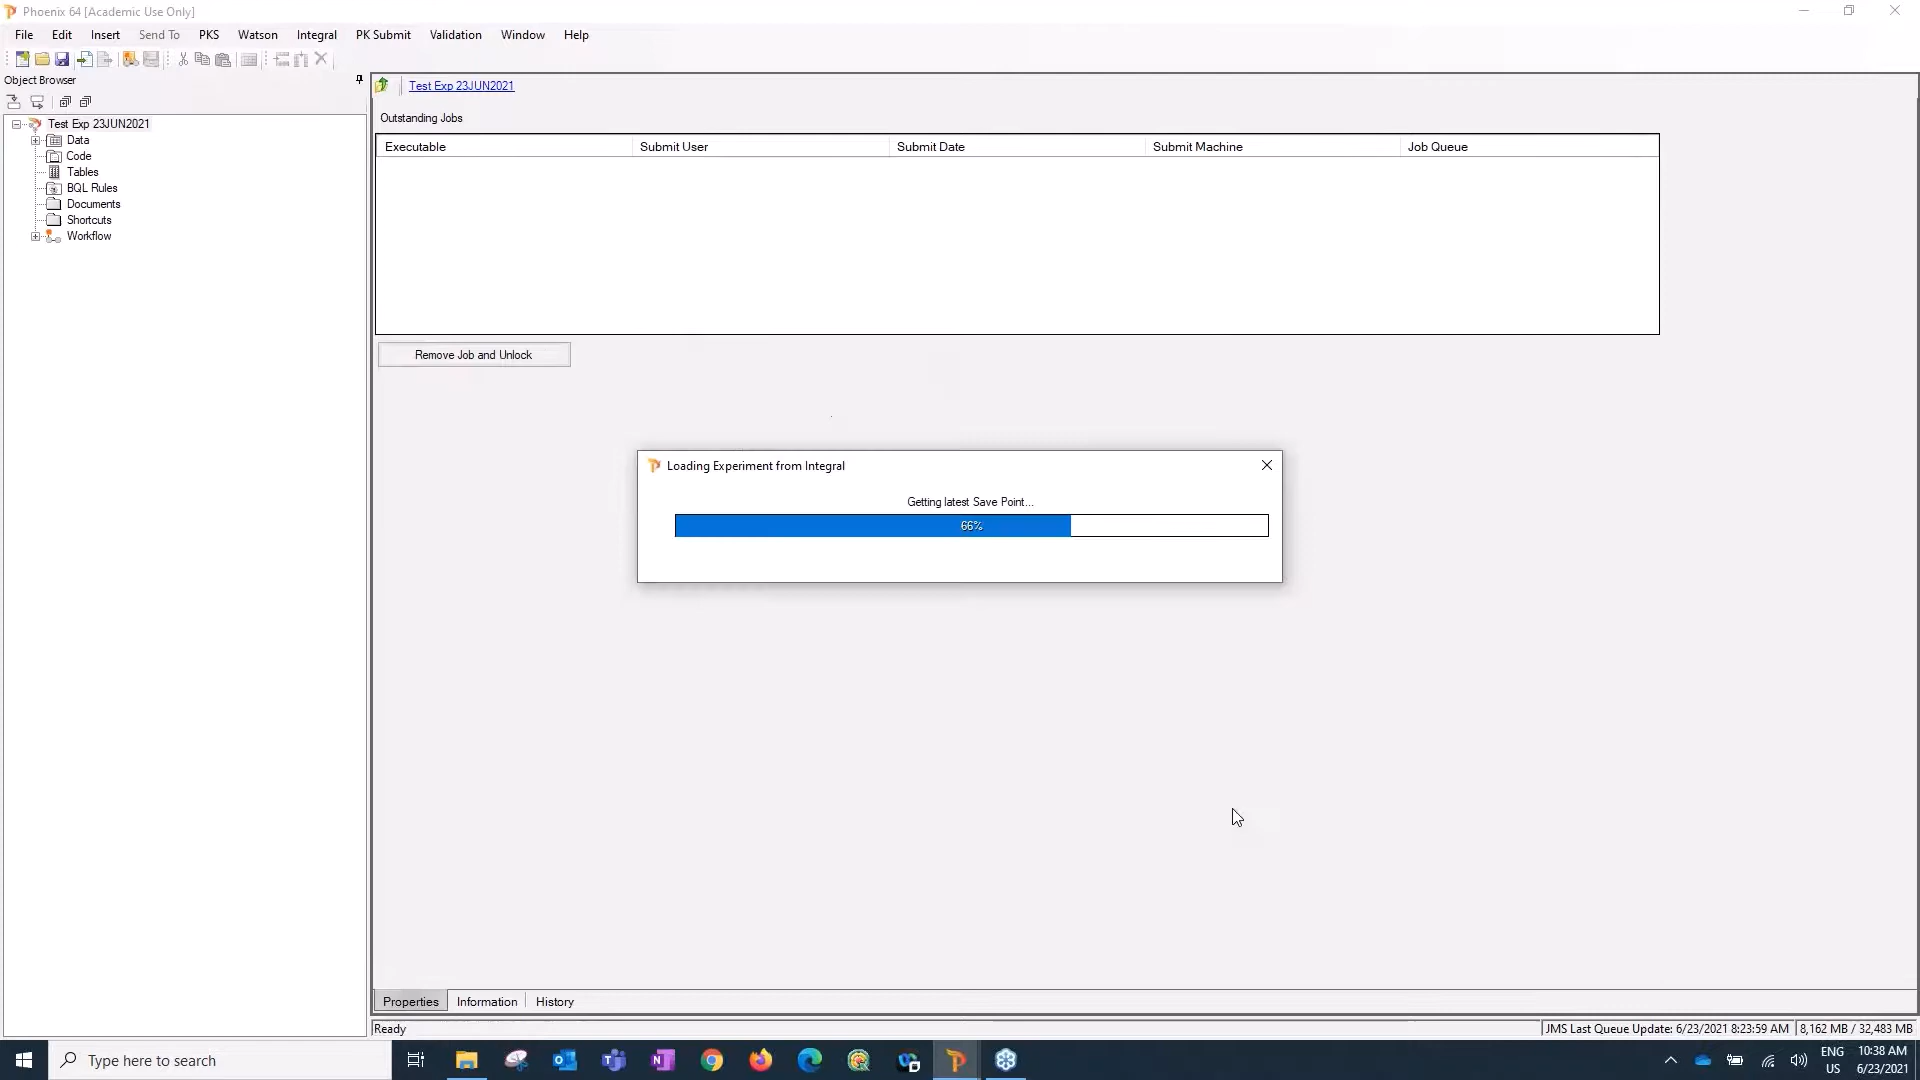 Phoenix 64 [Academic Use Only]
File Edit Insert Send To PKS Watson Integral PK Submit Validation Window Help
Object Browser
Test Exp 23JUN2021
Data
Code
Tables
BQL Rules
Documents
Shortcuts
Workflow
Test Exp 23JUN2021
Outstanding Jobs
Executable Submit User Submit Date Submit Machine Job Queue
Remove Job and Unlock
Loading Experiment from Integral
Getting latest Save Point...
66%
Properties Information History
Ready
JMS Last Queue Update: 6/23/2021 8:23:59 AM 8,162 MB / 32,483 MB
Type here to search
ENG
US
10:38 AM
6/23/2021